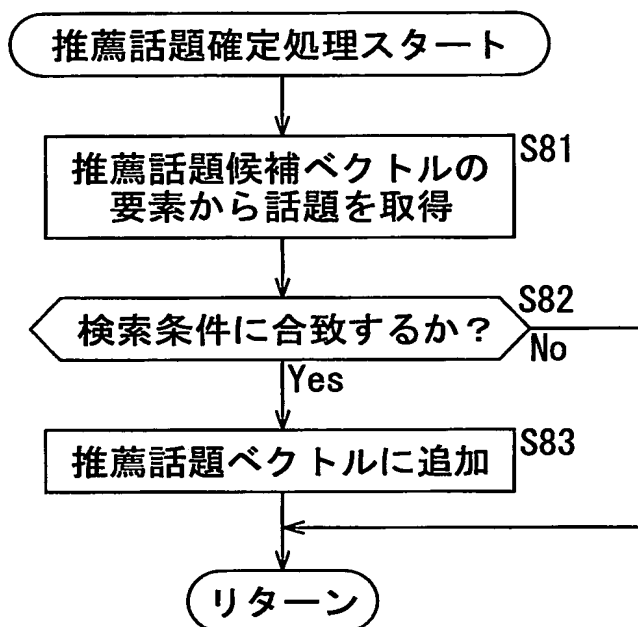 推薦話題確定処理スタート
S81
推薦話題候補ベクトルの
要素から話題を取得
S82
検索条件に合致するか？
No
Yes
S83
推薦話題ベクトルに追加
リターン